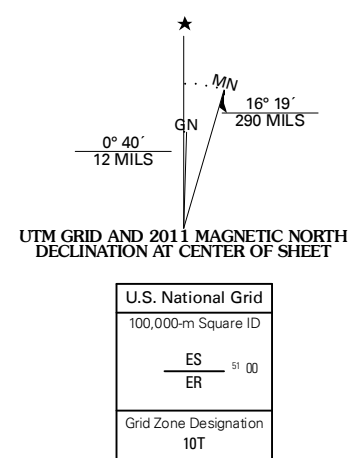 ★
MN
16° 19´
290 MILS
GN
0° 40´
12 MILS
UTM GRID AND 2011 MAGNETIC NORTH
DECLINATION AT CENTER OF SHEET
U.S. National Grid
100,000-m Square ID
ES
51 00
ER
Grid Zone Designation
10T